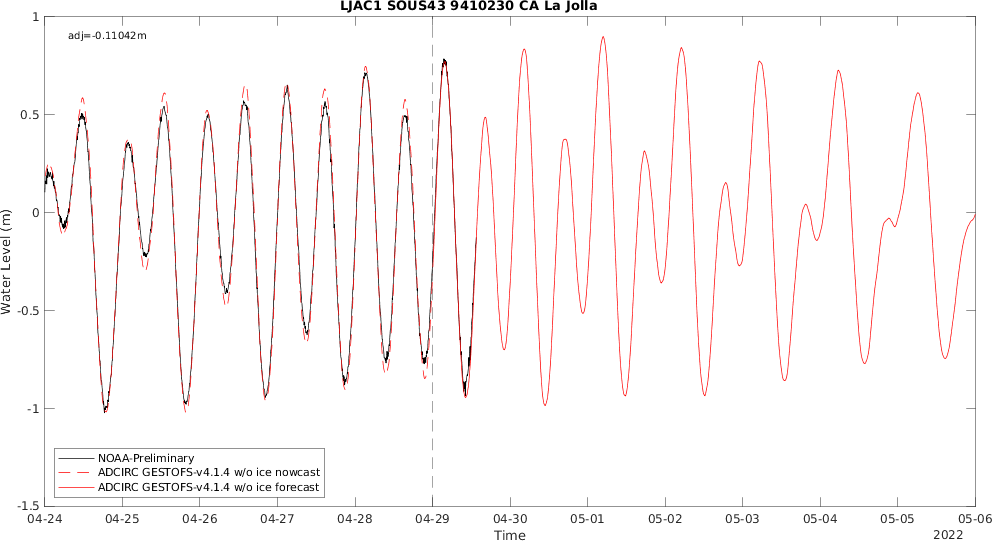 LJAC1 SOUS43 9410230 CA La Jolla
adj=-0.11042m
1
0.5
0
-0.5
-1
-1.5
Water Level (m)
NOAA-Preliminary
ADCIRC GESTOFS-v4.1.4 w/o ice nowcast
ADCIRC GESTOFS-v4.1.4 w/o ice forecast
04-24 04-25 04-26 04-27 04-28 04-29 04-30 05-01 05-02 05-03 05-04 05-05 05-06
Time
2022